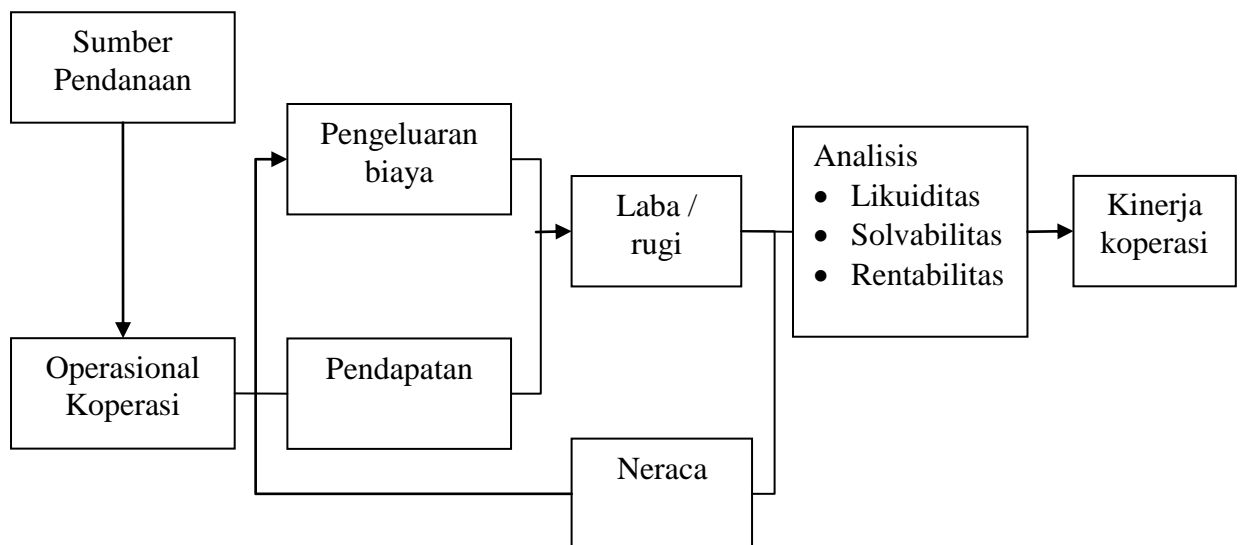 Sumber
Pendanaan
Pengeluaran
biaya
Analisis
• Likuiditas
• Solvabilitas
• Rentabilitas
Laba /
rugi
Kinerja
koperasi
Operasional
Koperasi
Pendapatan
Neraca